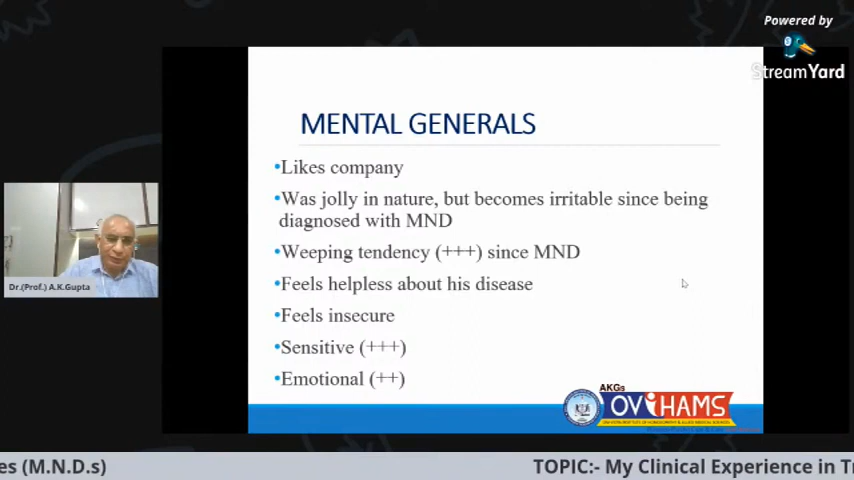 Powered by
StreamYard
MENTAL GENERALS
•Likes company
•Was jolly in nature, but becomes irritable since being
diagnosed with MND
•Weeping tendency (+++) since MND
•Feels helpless about his disease
•Feels insecure
•Sensitive (+++)
•Emotional (++)
Dr.(Prof.) A.K.Gupta
AKGs
OViHAMS
es (M.N.D.s)
TOPIC:- My Clinical Experience in Tr